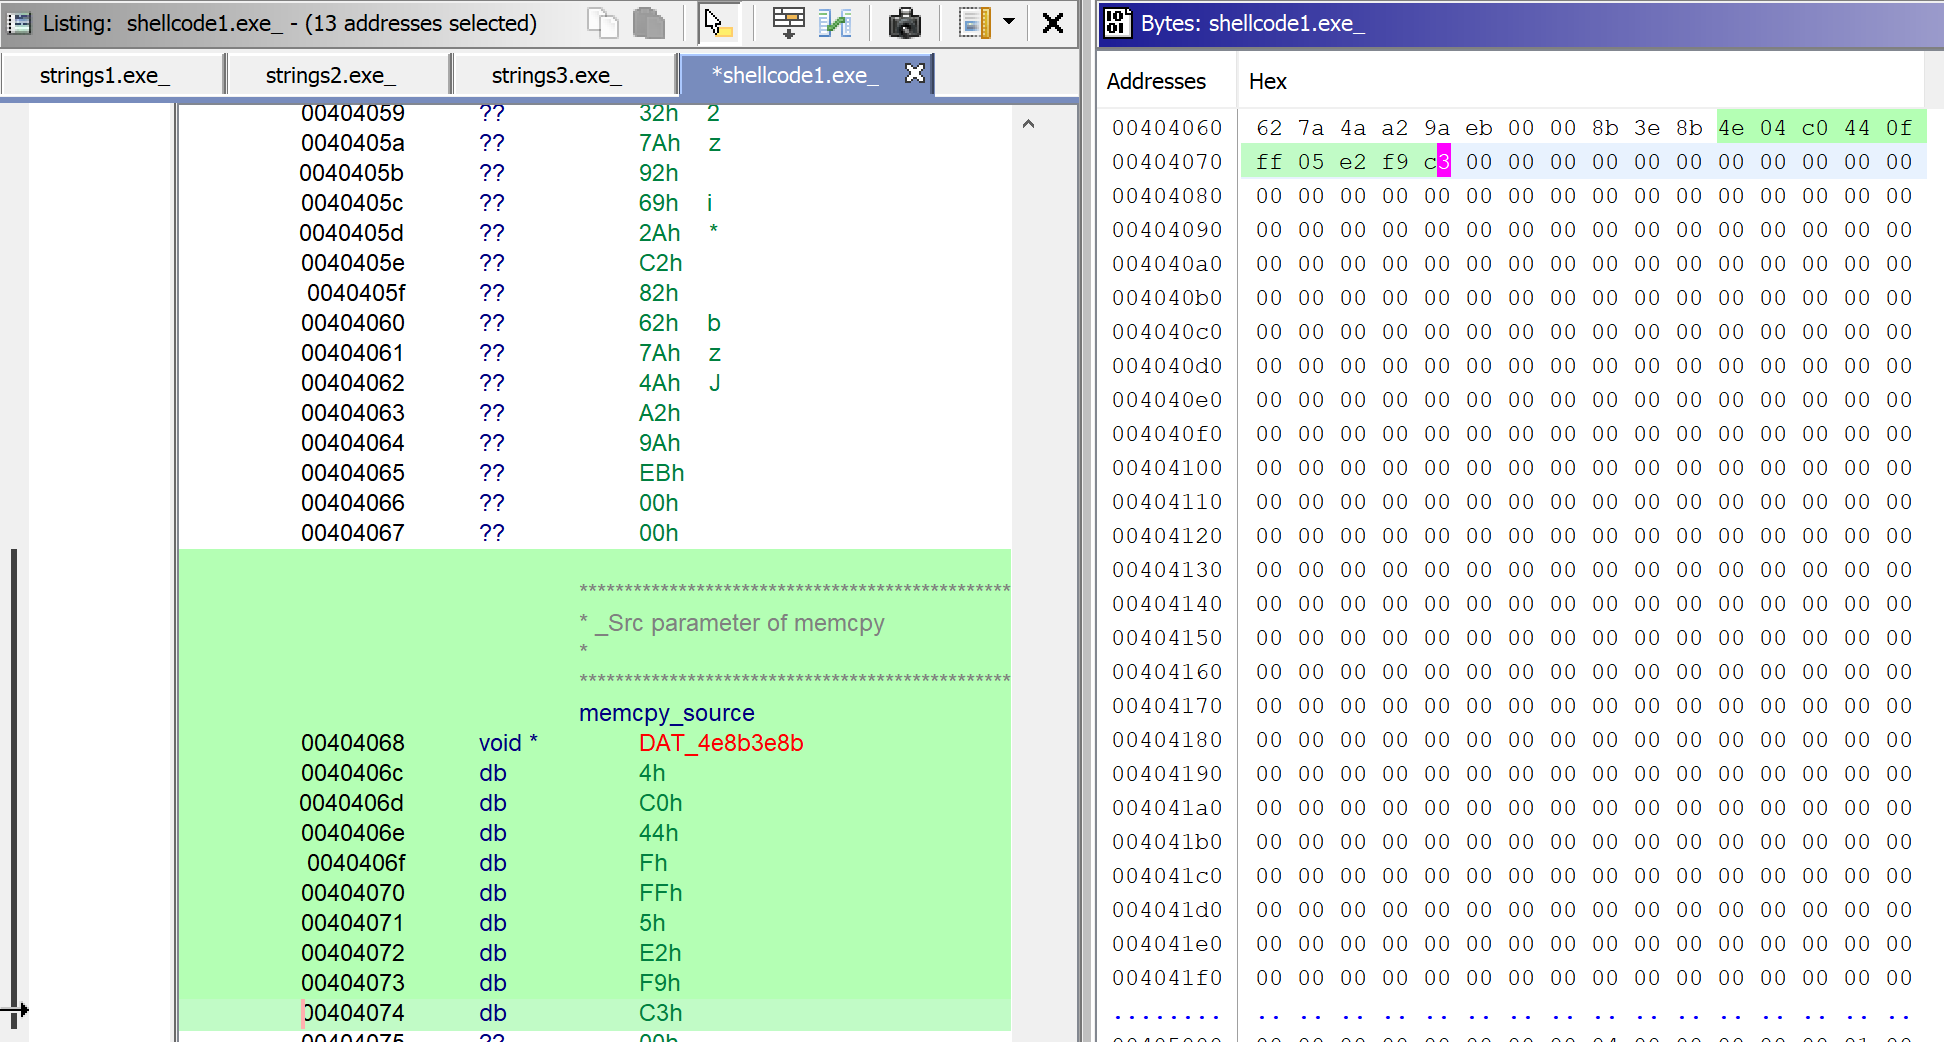 Listing: shellcode1.exe_ - (13 addresses selected)
strings1.exe_ strings2.exe_ strings3.exe_ *shellcode1.exe_
00404059 ?? 32h 2
0040405a ?? 7Ah z
0040405b ?? 92h
0040405c ?? 69h i
0040405d ?? 2Ah *
0040405e ?? C2h
0040405f ?? 82h
00404060 ?? 62h b
00404061 ?? 7Ah z
00404062 ?? 4Ah J
00404063 ?? A2h
00404064 ?? 9Ah
00404065 ?? EBh
00404066 ?? 00h
00404067 ?? 00h
************************************************
* _Src parameter of memcpy
*
************************************************
memcpy_source
00404068 void * DAT_4e8b3e8b
0040406c db 4h
0040406d db C0h
0040406e db 44h
0040406f db Fh
00404070 db FFh
00404071 db 5h
00404072 db E2h
00404073 db F9h
00404074 db C3h
00404075 ?? 00h
Bytes: shellcode1.exe_
Addresses Hex
00404060 62 7a 4a a2 9a eb 00 00 8b 3e 8b 4e 04 c0 44 0f
00404070 ff 05 e2 f9 c3 00 00 00 00 00 00 00 00 00 00 00
00404080 00 00 00 00 00 00 00 00 00 00 00 00 00 00 00 00
00404090 00 00 00 00 00 00 00 00 00 00 00 00 00 00 00 00
004040a0 00 00 00 00 00 00 00 00 00 00 00 00 00 00 00 00
004040b0 00 00 00 00 00 00 00 00 00 00 00 00 00 00 00 00
004040c0 00 00 00 00 00 00 00 00 00 00 00 00 00 00 00 00
004040d0 00 00 00 00 00 00 00 00 00 00 00 00 00 00 00 00
004040e0 00 00 00 00 00 00 00 00 00 00 00 00 00 00 00 00
004040f0 00 00 00 00 00 00 00 00 00 00 00 00 00 00 00 00
00404100 00 00 00 00 00 00 00 00 00 00 00 00 00 00 00 00
00404110 00 00 00 00 00 00 00 00 00 00 00 00 00 00 00 00
00404120 00 00 00 00 00 00 00 00 00 00 00 00 00 00 00 00
00404130 00 00 00 00 00 00 00 00 00 00 00 00 00 00 00 00
00404140 00 00 00 00 00 00 00 00 00 00 00 00 00 00 00 00
00404150 00 00 00 00 00 00 00 00 00 00 00 00 00 00 00 00
00404160 00 00 00 00 00 00 00 00 00 00 00 00 00 00 00 00
00404170 00 00 00 00 00 00 00 00 00 00 00 00 00 00 00 00
00404180 00 00 00 00 00 00 00 00 00 00 00 00 00 00 00 00
00404190 00 00 00 00 00 00 00 00 00 00 00 00 00 00 00 00
004041a0 00 00 00 00 00 00 00 00 00 00 00 00 00 00 00 00
004041b0 00 00 00 00 00 00 00 00 00 00 00 00 00 00 00 00
004041c0 00 00 00 00 00 00 00 00 00 00 00 00 00 00 00 00
004041d0 00 00 00 00 00 00 00 00 00 00 00 00 00 00 00 00
004041e0 00 00 00 00 00 00 00 00 00 00 00 00 00 00 00 00
004041f0 00 00 00 00 00 00 00 00 00 00 00 00 00 00 00 00
........ .. .. .. .. .. .. .. .. .. .. .. .. .. .. .. ..